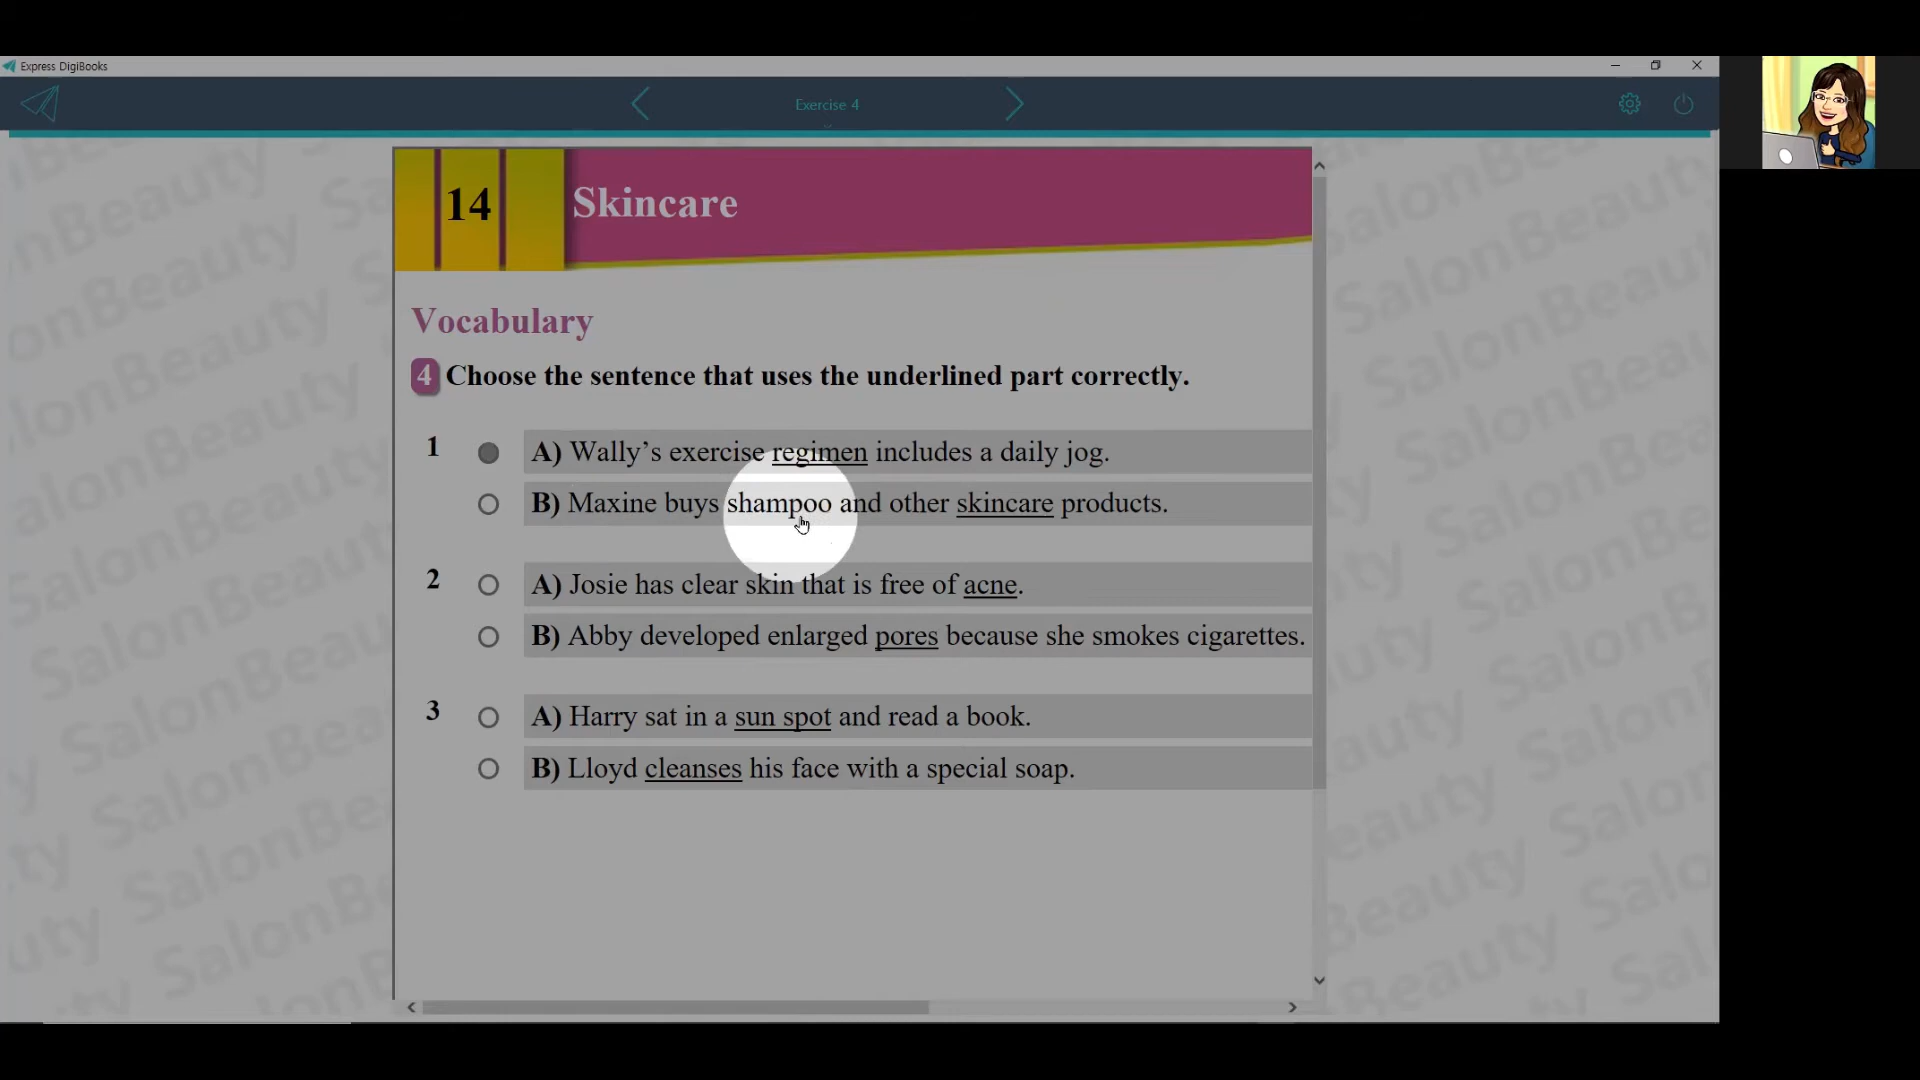 Express DigiBooks
Exercise 4
14 Skincare
Vocabulary
4 Choose the sentence that uses the underlined part correctly.
1 A) Wally’s exercise regimen includes a daily jog.
B) Maxine buys shampoo and other skincare products.
2 A) Josie has clear skin that is free of acne.
B) Abby developed enlarged pores because she smokes cigarettes.
3 A) Harry sat in a sun spot and read a book.
B) Lloyd cleanses his face with a special soap.
SalonBeauty